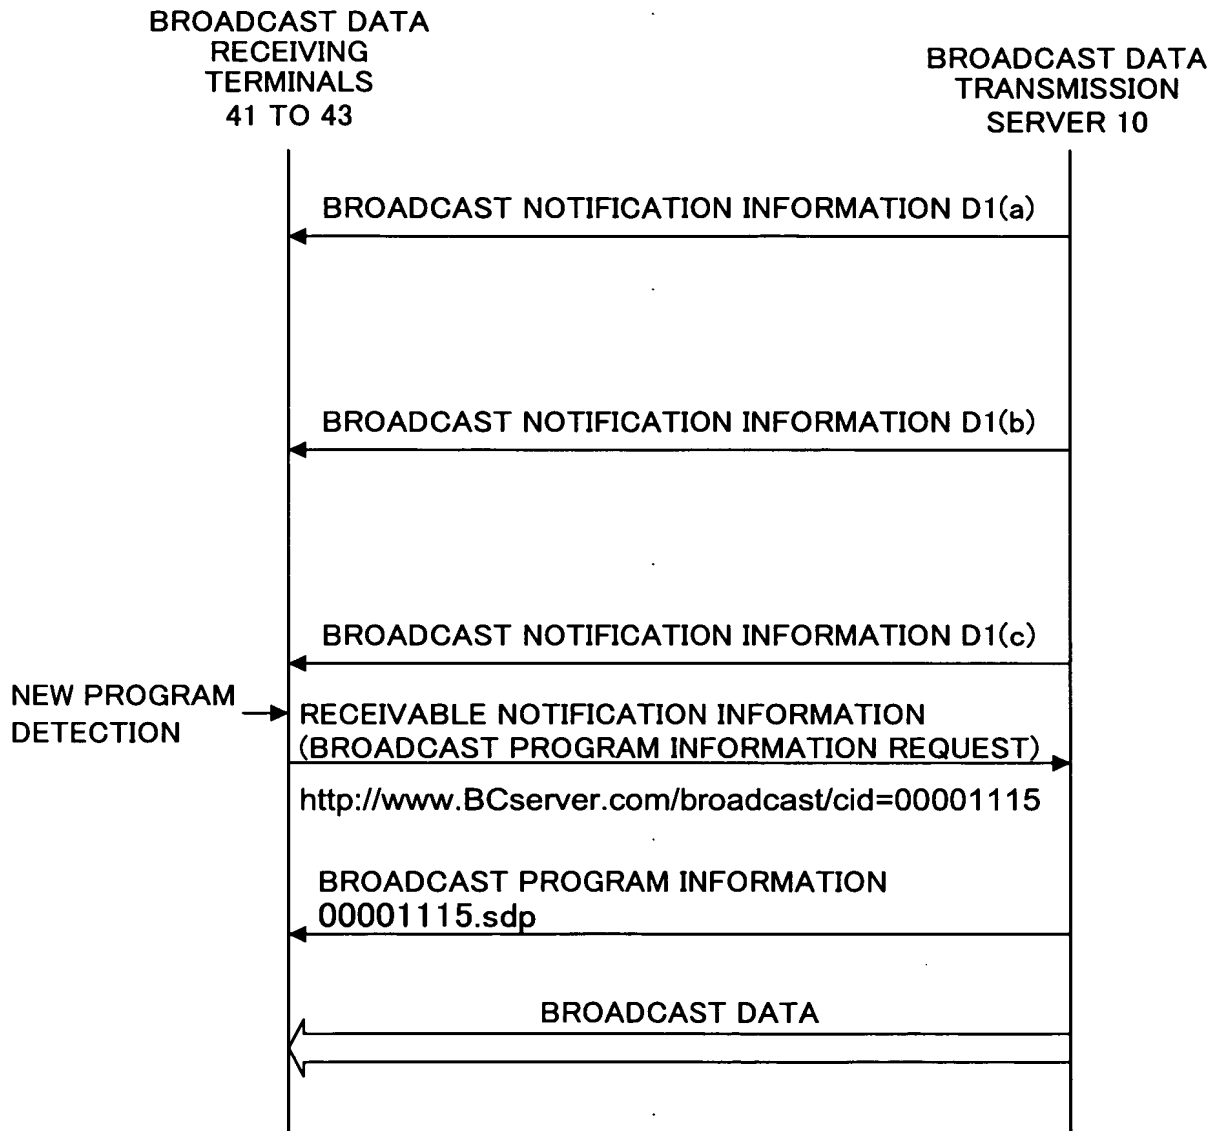 BROADCAST DATA
RECEIVING
TERMINALS
41 TO 43
BROADCAST DATA
TRANSMISSION
SERVER 10
BROADCAST NOTIFICATION INFORMATION D1(a)
BROADCAST NOTIFICATION INFORMATION D1(b)
BROADCAST NOTIFICATION INFORMATION D1(c)
NEW PROGRAM
DETECTION
RECEIVABLE NOTIFICATION INFORMATION
(BROADCAST PROGRAM INFORMATION REQUEST)
http://www.BCserver.com/broadcast/cid=00001115
BROADCAST PROGRAM INFORMATION
00001115.sdp
BROADCAST DATA